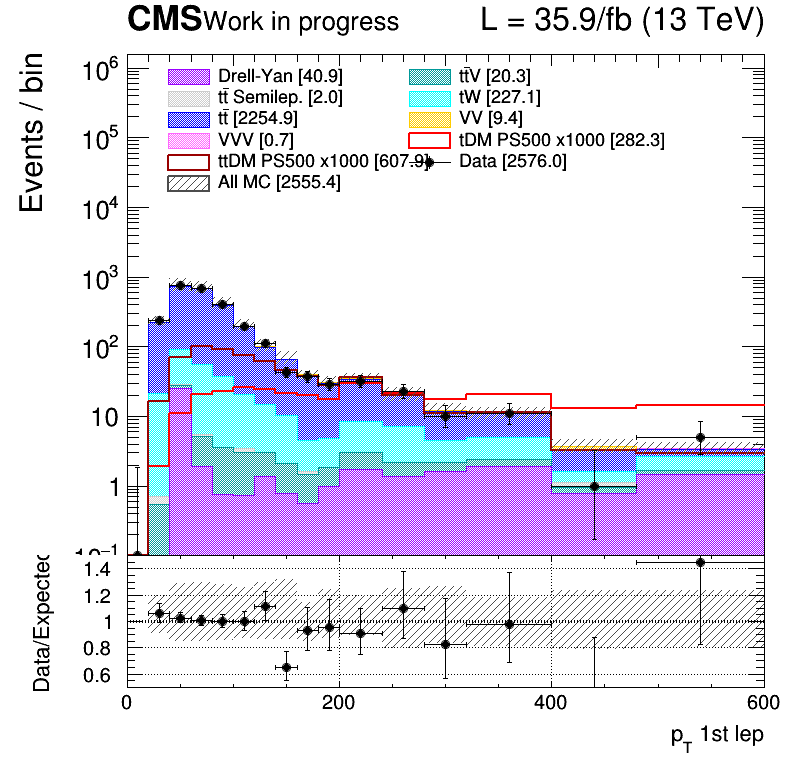 CMS Work in progress L = 35.9/fb (13 TeV)
Events / bin
10⁶
10⁵
10⁴
10³
10²
10
1
10⁻¹
Drell-Yan [40.9]
tt̄V [20.3]
tt̄ Semilep. [2.0]
tW [227.1]
tt̄ [2254.9]
VV [9.4]
VVV [0.7]
tDM PS500 x1000 [282.3]
ttDM PS500 x1000 [607.9]
Data [2576.0]
All MC [2555.4]
Data/Expected
1.4
1.2
1
0.8
0.6
0 200 400 600
p_T 1st lep